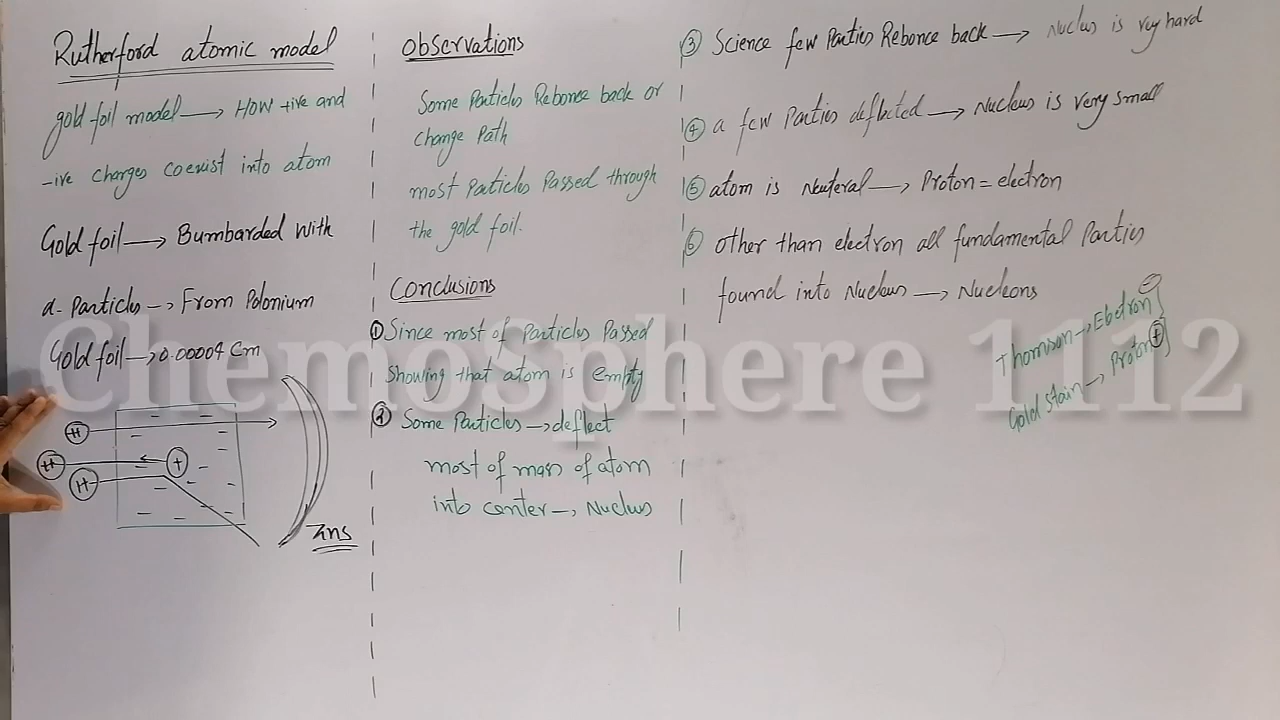 Rutherford atomic model
gold foil model → How +ive and
-ive charges coexist into atom
Gold foil → Bumbarded with
α- Particles → From Polonium
Gold foil → 0.00004 Cm
++
++
++
+
Zns
Observations
Some Particles Rebonce back or
change Path
most Particles Passed through
the gold foil.
Conclusions
① Since most of Particles Passed
showing that atom is empty
② Some Particles → deflect
most of mass of atom
into center → Nucleus
③ Science few Parties Rebonce back → Nucleus is very hard
④ a few Parties deflected → Nucleus is very small
⑤ atom is Neuteral → Proton = electron
⑥ other than electron all fundamental Parties
found into Nucleus → Nucleons
Thomson → Eletron -
Gold stain → Proton +
ChemoSphere 1112